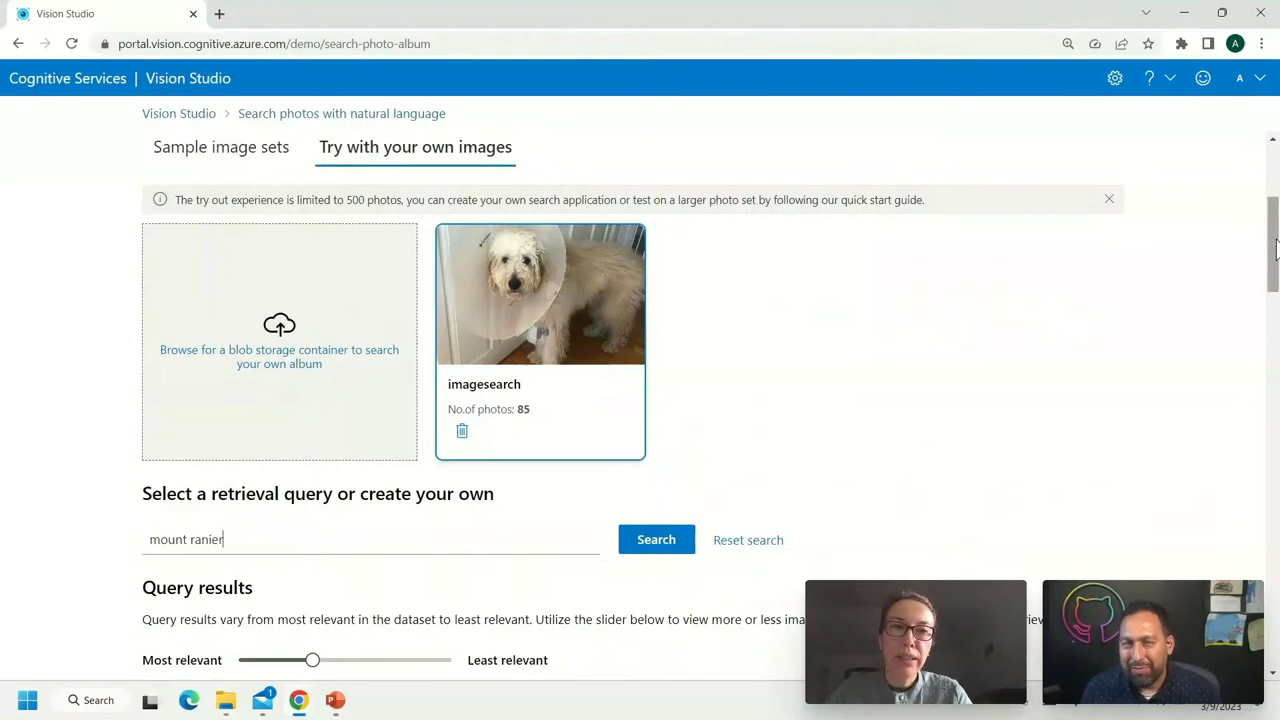 Vision Studio
portal.vision.cognitive.azure.com/demo/search-photo-album
A
Cognitive Services | Vision Studio
A
Vision Studio > Search photos with natural language
Sample image sets Try with your own images
The try out experience is limited to 500 photos, you can create your own search application or test on a larger photo set by following our quick start guide.
Browse for a blob storage container to search
your own album
imagesearch
No.of photos: 85
Select a retrieval query or create your own
mount ranier
Search Reset search
Query results
Query results vary from most relevant in the dataset to least relevant. Utilize the slider below to view more or less
Most relevant Least relevant
Search
1
3/9/2023